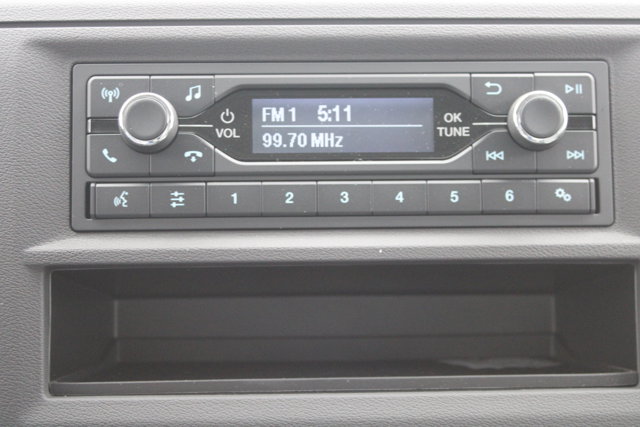 FM 1 5:11
99.70 MHz
VOL
OK
TUNE
1 2 3 4 5 6